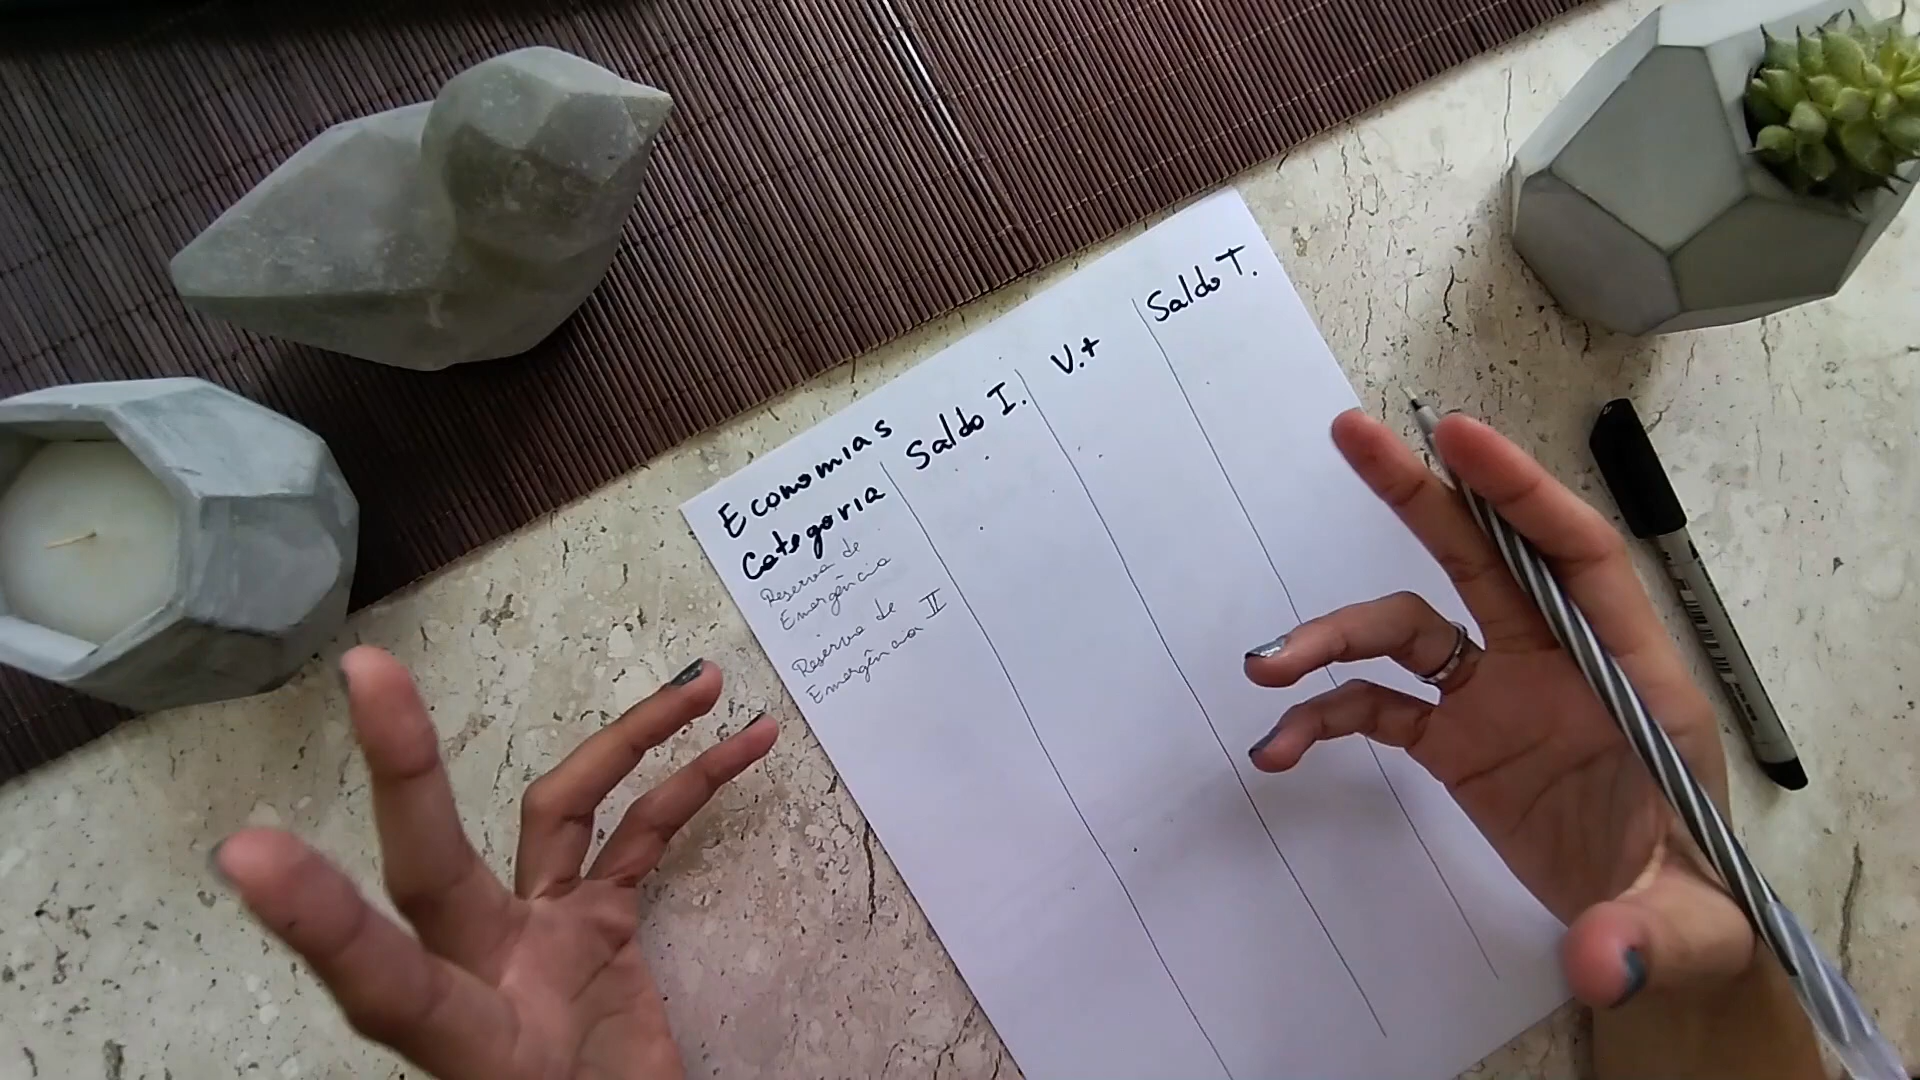 Economias
Categoria Saldo I. V.+ Saldo T.
Reserva de
Emergência
Reserva de
Emergência II